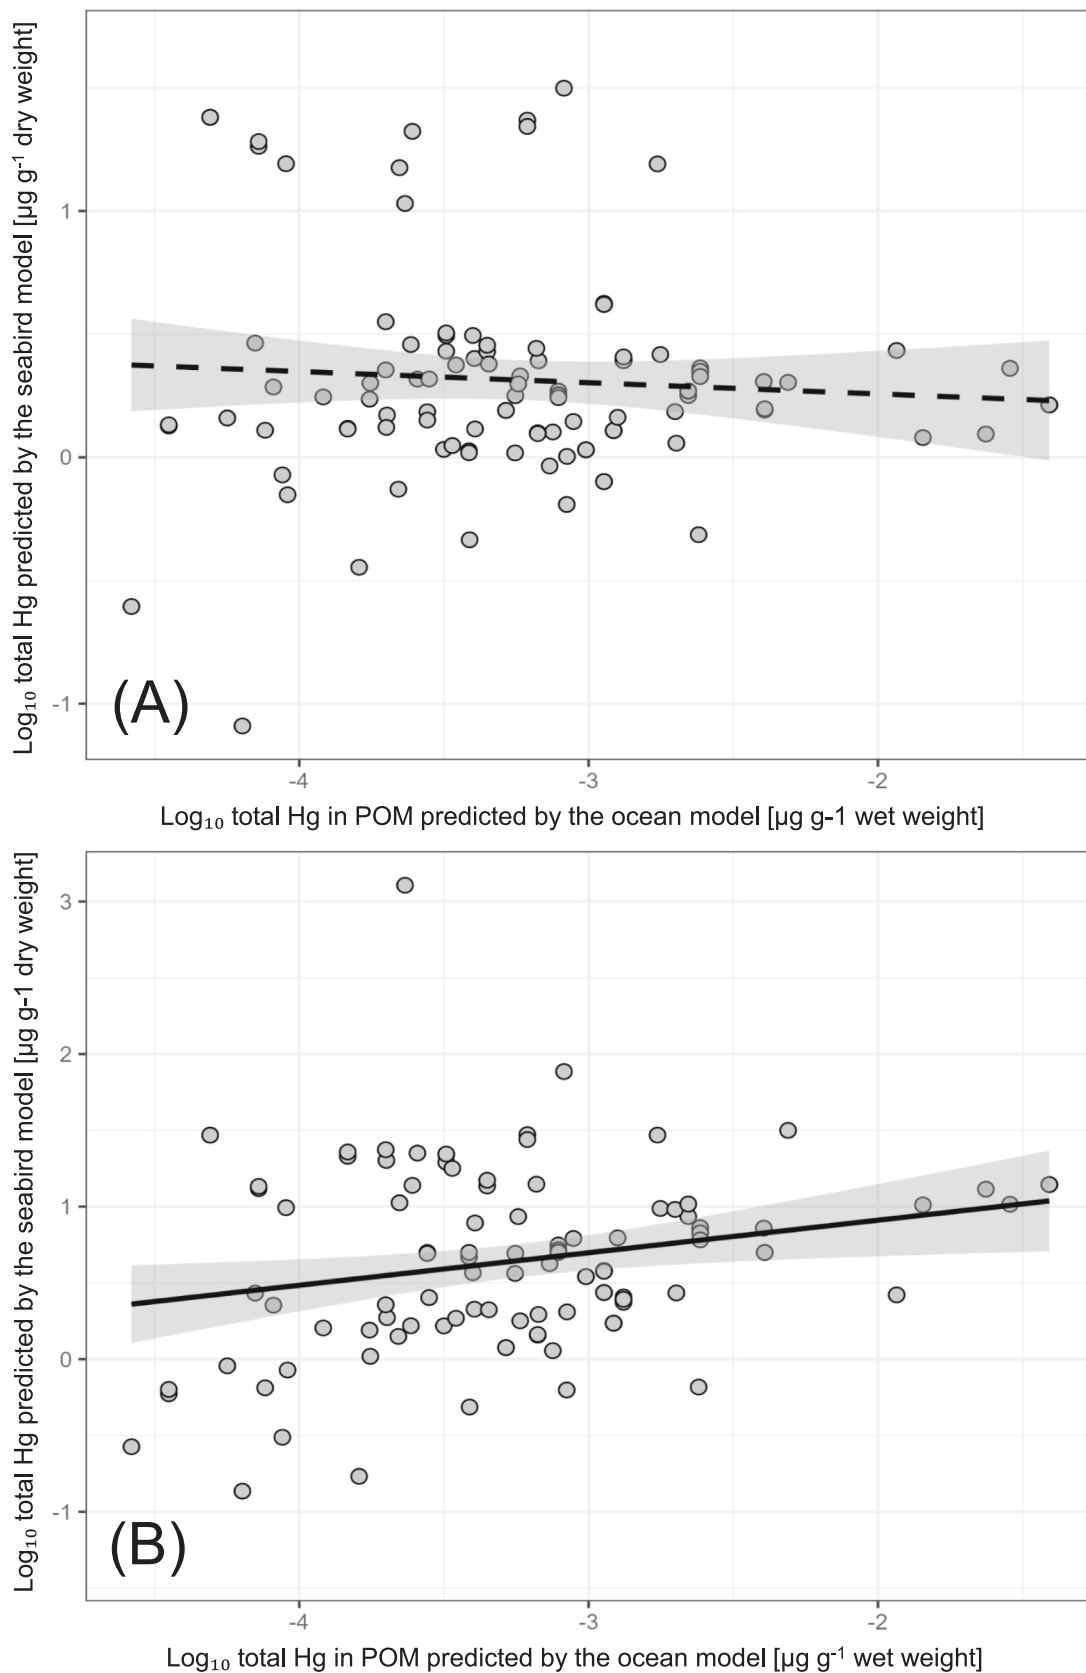 Log₁₀ total Hg predicted by the seabird model [µg g⁻¹ dry weight]
1
0
-1
(A)
-4
-3
-2
Log₁₀ total Hg in POM predicted by the ocean model [µg g-1 wet weight]
Log₁₀ total Hg predicted by the seabird model [µg g-1 dry weight]
3
2
1
0
-1
(B)
-4
-3
-2
Log₁₀ total Hg in POM predicted by the ocean model [µg g⁻¹ wet weight]